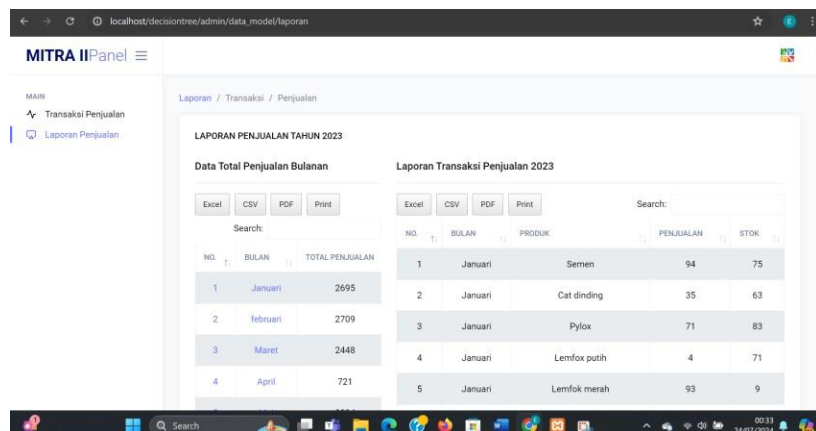 localhost/decisiontree/admin/data_model/laporan
MITRA IIPanel
MAIN
Transaksi Penjualan
Laporan Penjualan
Laporan / Transaksi / Penjualan
LAPORAN PENJUALAN TAHUN 2023
Data Total Penjualan Bulanan
Excel CSV PDF Print
Search:
NO. BULAN TOTAL PENJUALAN
1 Januari 2695
2 februari 2709
3 Maret 2448
4 April 721
Laporan Transaksi Penjualan 2023
Excel CSV PDF Print
Search:
NO. BULAN PRODUK PENJUALAN STOK
1 Januari Semen 94 75
2 Januari Cat dinding 35 63
3 Januari Pylox 71 83
4 Januari Lemfox putih 4 71
5 Januari Lemfok merah 93 9
Search
00:33
24/07/2024